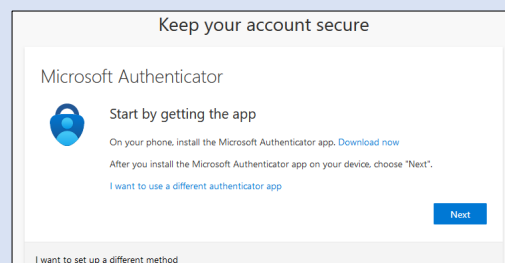 Keep your account secure
Microsoft Authenticator
Start by getting the app
On your phone, install the Microsoft Authenticator app. Download now
After you install the Microsoft Authenticator app on your device, choose "Next".
I want to use a different authenticator app
Next
I want to set up a different method